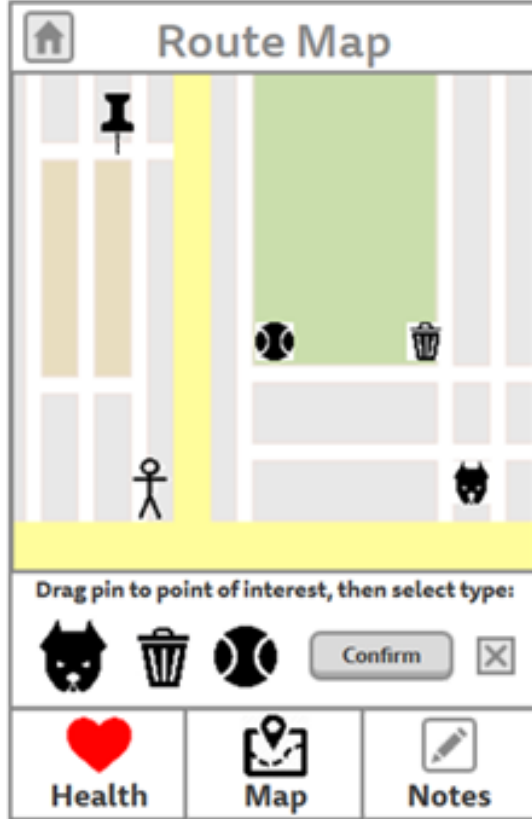 Route Map
Drag pin to point of interest, then select type:
Confirm
Health
Map
Notes